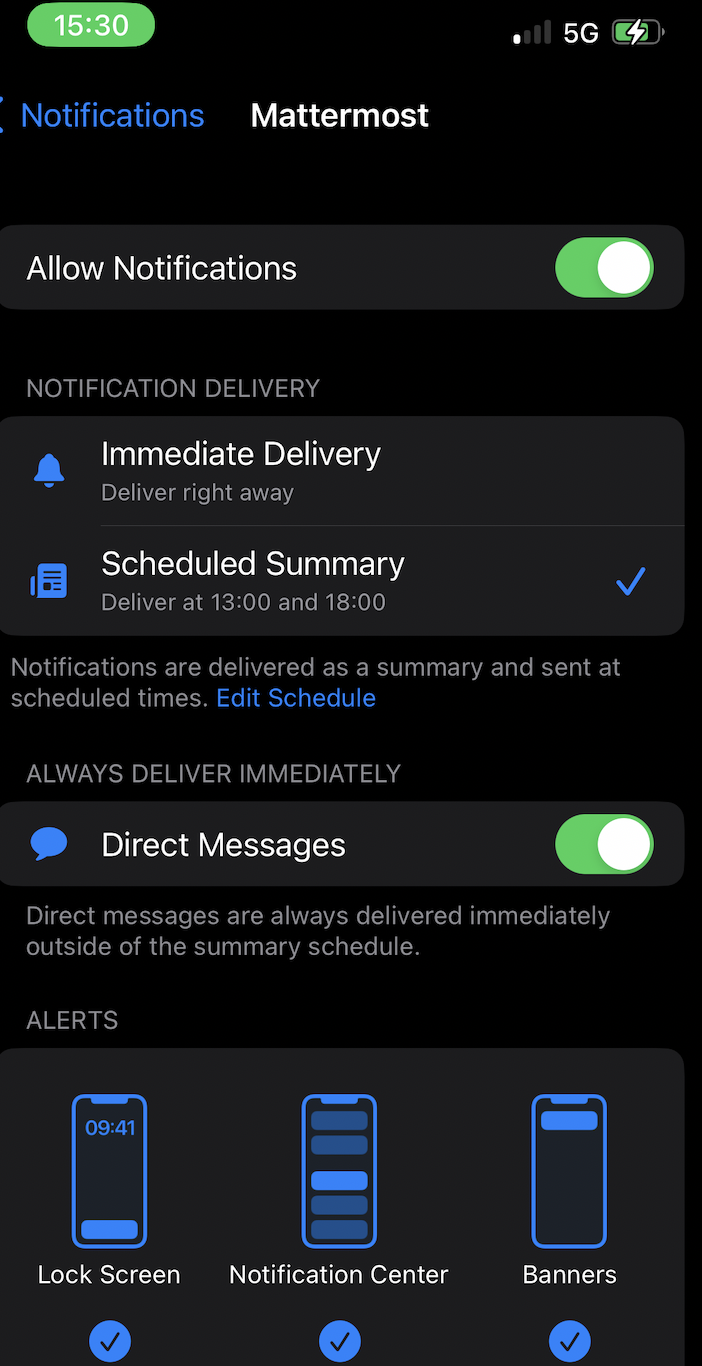 15:30 5G
Notifications Mattermost
Allow Notifications
NOTIFICATION DELIVERY
Immediate Delivery
Deliver right away
Scheduled Summary
Deliver at 13:00 and 18:00
Notifications are delivered as a summary and sent at
scheduled times. Edit Schedule
ALWAYS DELIVER IMMEDIATELY
Direct Messages
Direct messages are always delivered immediately
outside of the summary schedule.
ALERTS
09:41
Lock Screen Notification Center Banners